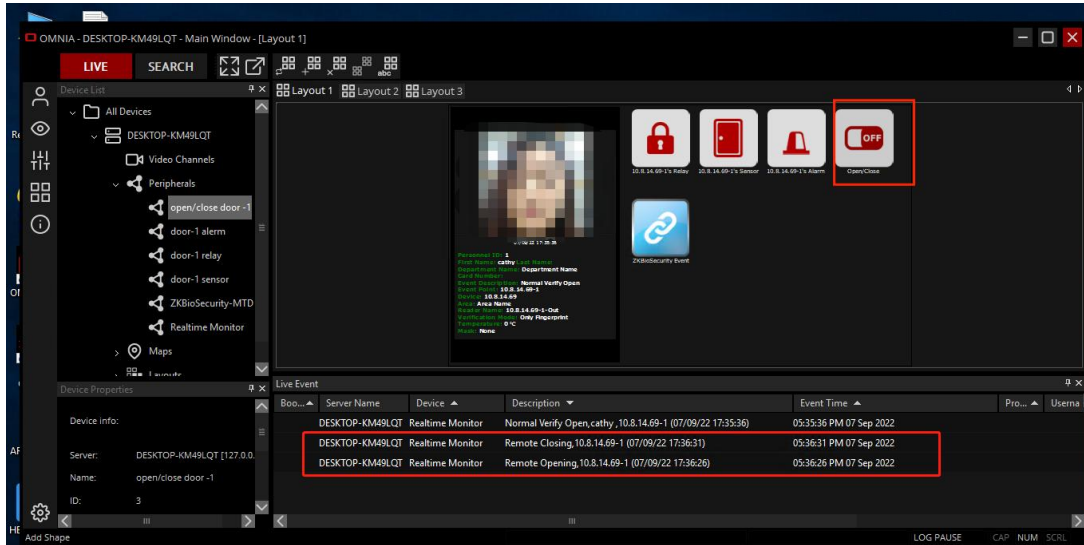 OMNIA - DESKTOP-KM49LQT - Main Window - [Layout 1]
LIVE SEARCH
abc
Device List
Layout 1 Layout 2 Layout 3
All Devices
DESKTOP-KM49LQT
Video Channels
Peripherals
open/close door -1
door-1 alerm
door-1 relay
door-1 sensor
ZKBioSecurity-MTD
Realtime Monitor
Maps
Layouts
OFF
10.8.14.69-1's Relay 10.8.14.69-1's Sensor 10.8.14.69-1's Alarm Open/Close
ZKBioSecurity Event
Personnel ID: 1
First Name: cathy Last Name:
Department Name: Department Name
Card Number:
Event Description: Normal Verify Open
Event Point: 10.8.14.69-1
Device: 10.8.14.69
Area: Area Name
Reader Name: 10.8.14.69-1-Out
Verification Mode: Only Fingerprint
Temperature: 0 °C
Mask: None
Device Properties
Device info:
Server: DESKTOP-KM49LQT [127.0.0.
Name: open/close door -1
ID: 3
Live Event
Boo... Server Name Device Description Event Time Pro... Userna
DESKTOP-KM49LQT Realtime Monitor Normal Verify Open,cathy ,10.8.14.69-1 (07/09/22 17:35:36) 05:35:36 PM 07 Sep 2022
DESKTOP-KM49LQT Realtime Monitor Remote Closing,10.8.14.69-1 (07/09/22 17:36:31) 05:36:31 PM 07 Sep 2022
DESKTOP-KM49LQT Realtime Monitor Remote Opening,10.8.14.69-1 (07/09/22 17:36:26) 05:36:26 PM 07 Sep 2022
Add Shape LOG PAUSE CAP NUM SCRL